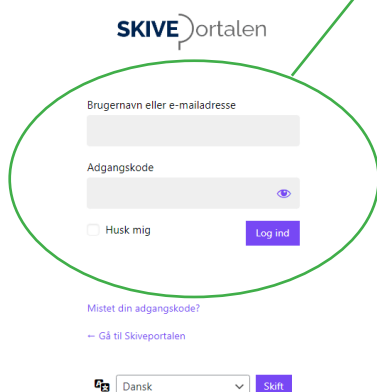 SKIVEPortalen
Brugernavn eller e-mailadresse
Adgangskode
Husk mig
Log ind
Mistet din adgangskode?
← Gå til Skiveportalen
Dansk
Skift